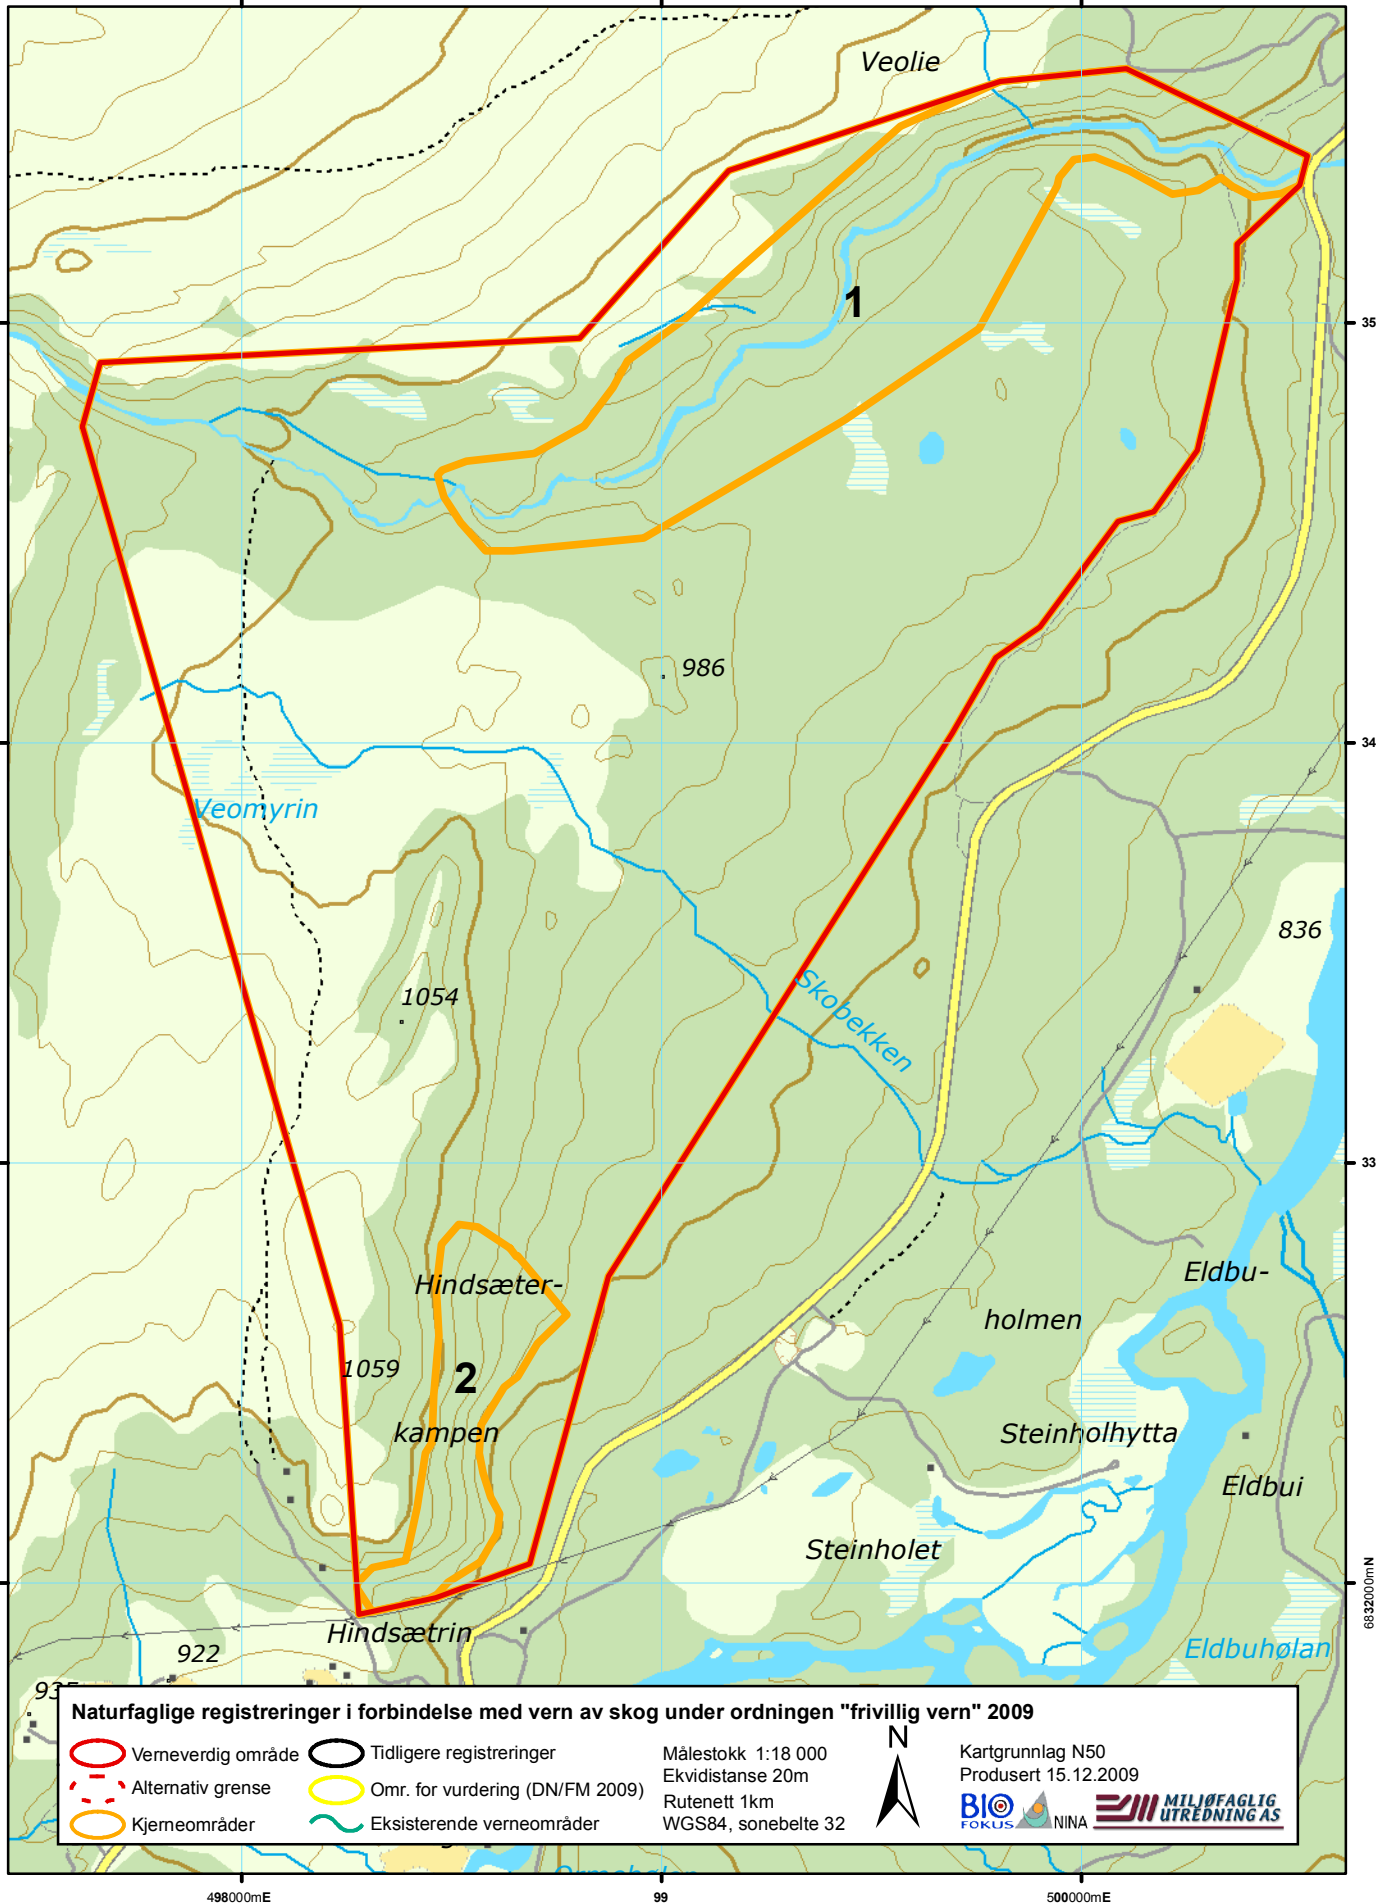 Veolie
1
35
986
34
Veomyrin
836
1054
Skobekken
33
Hindsæter-
Eldbu-
holmen
1059
2
kampen
Steinholhytta
Eldbui
Steinholet
6832000mN
Hindsætrin
922
Eldbuhølan
935
Naturfaglige registreringer i forbindelse med vern av skog under ordningen "frivillig vern" 2009
Verneverdig område
Alternativ grense
Kjerneområder
Tidligere registreringer
Omr. for vurdering (DN/FM 2009)
Eksisterende verneområder
Målestokk 1:18 000
Ekvidistanse 20m
Rutenett 1km
WGS84, sonebelte 32
N
Kartgrunnlag N50
Produsert 15.12.2009
BIO
FOKUS
NINA
MILJØFAGLIG
UTREDNING AS
498000mE
99
500000mE